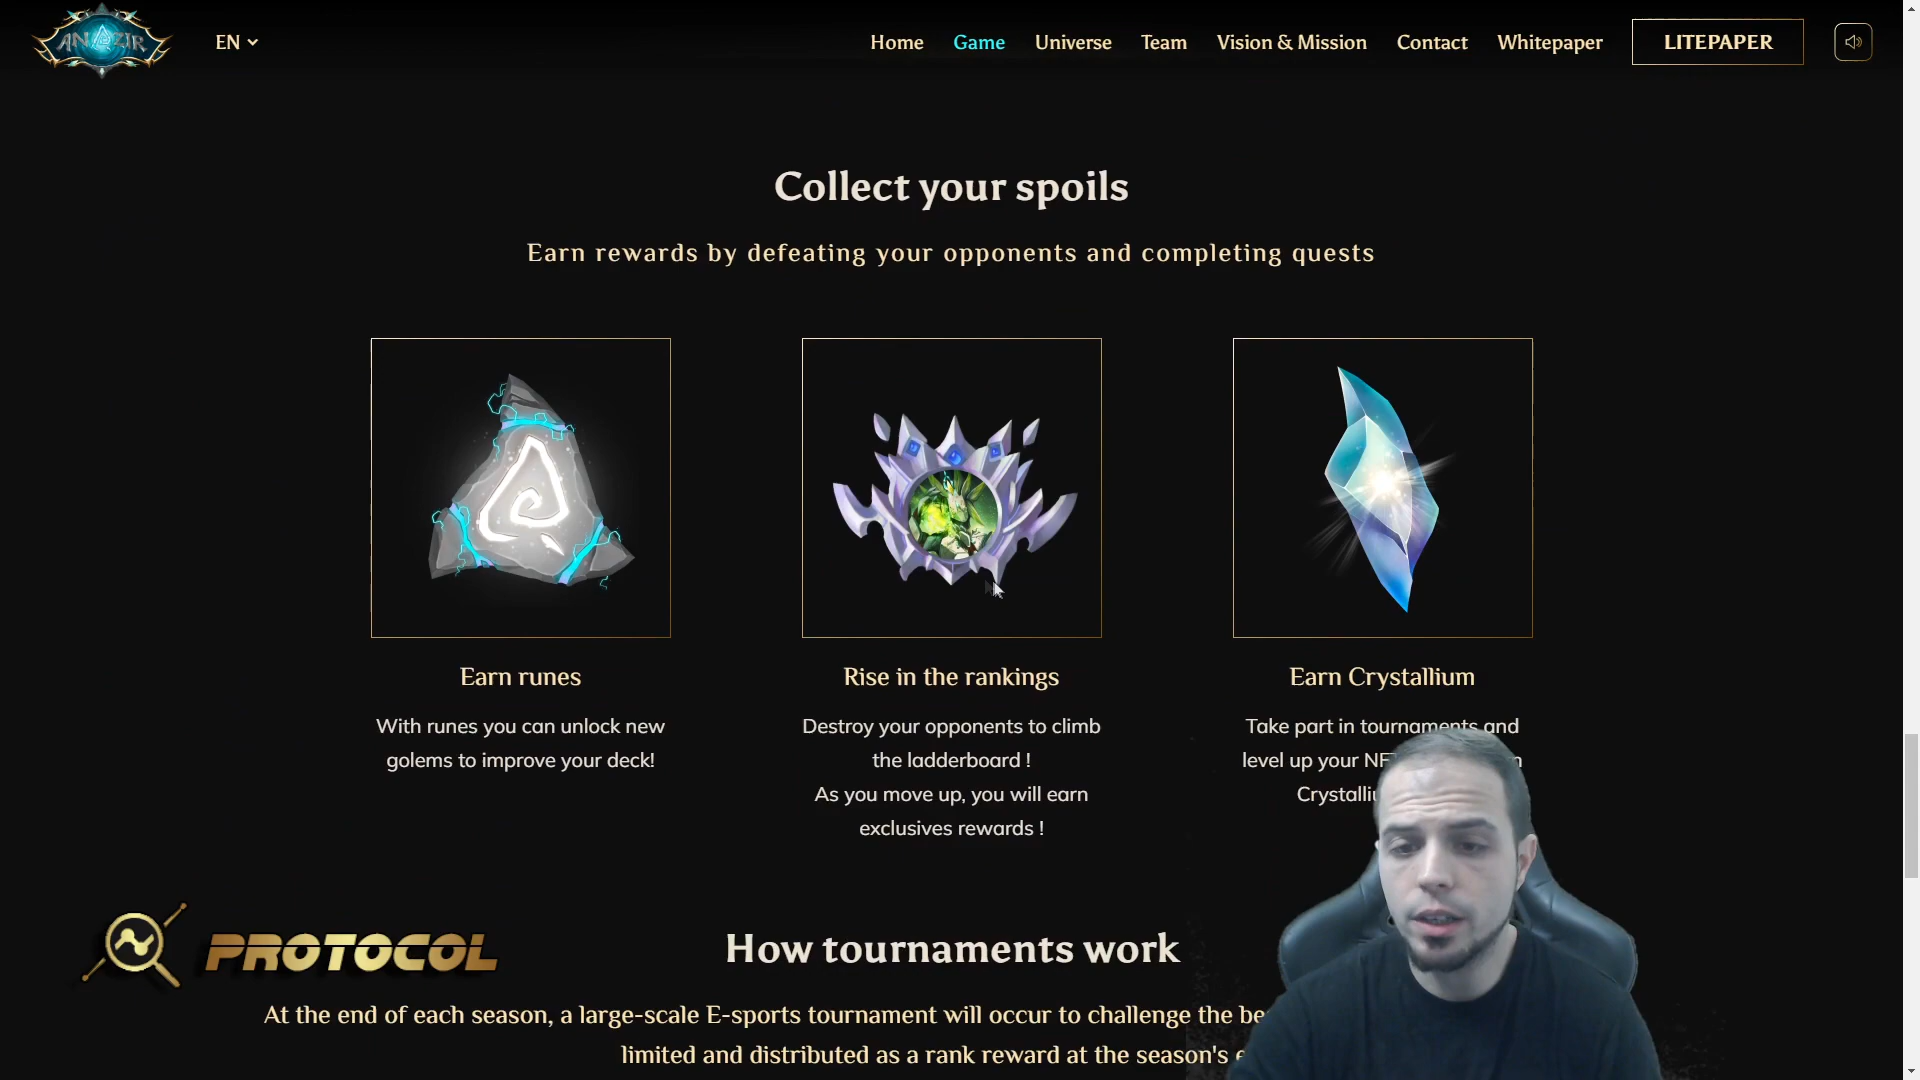 ANAZIR
EN
Home
Game
Universe
Team
Vision & Mission
Contact
Whitepaper
LITEPAPER
Collect your spoils
Earn rewards by defeating your opponents and completing quests
Earn runes
With runes you can unlock new
golems to improve your deck!
Rise in the rankings
Destroy your opponents to climb
the ladderboard !
As you move up, you will earn
exclusives rewards !
Earn Crystallium
Take part in tournaments and
level up your
PROTOCOL
How tournaments work
At the end of each season, a large-scale E-sports tournament will occur to challenge the
limited and distributed as a rank reward at the season's